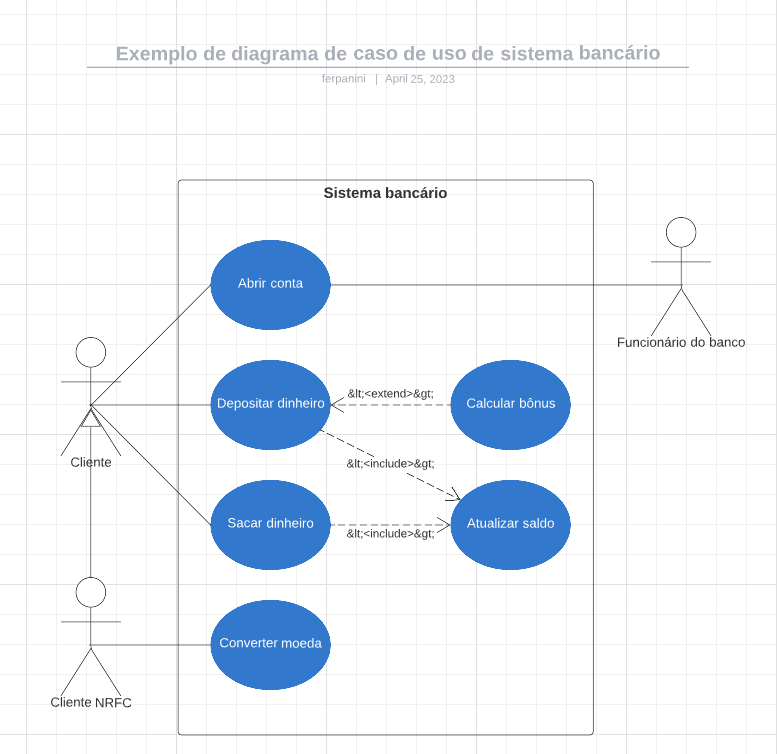 Exemplo de diagrama de caso de uso de sistema bancário
ferpanini | April 25, 2023
Sistema bancário
Abrir conta
Funcionário do banco
Depositar dinheiro
&lt;<extend>&gt;
Calcular bônus
Cliente
&lt;<include>&gt;
Sacar dinheiro
&lt;<include>&gt;
Atualizar saldo
Converter moeda
Cliente NRFC